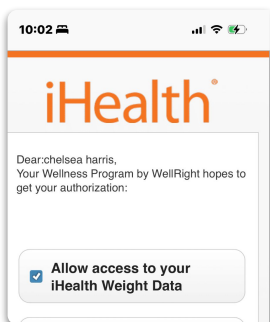 10:02
iHealth®
Dear:chelsea harris,
Your Wellness Program by WellRight hopes to
get your authorization:
Allow access to your
iHealth Weight Data